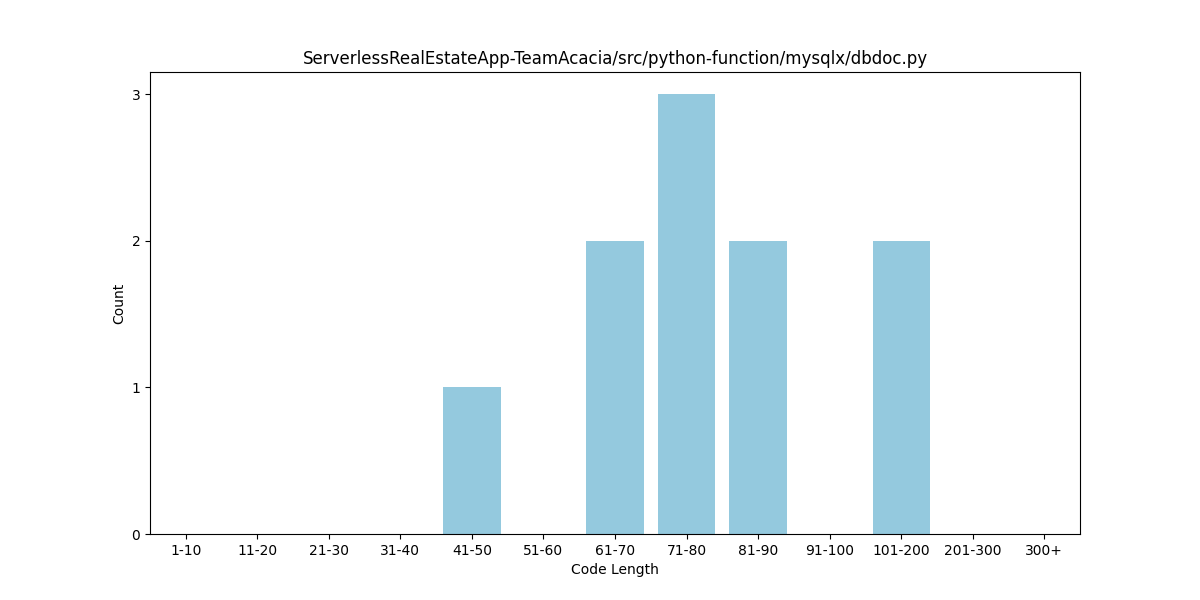 ServerlessRealEstateApp-TeamAcacia/src/python-function/mysqlx/dbdoc.py
3
2
1
0
Count
1-10 11-20 21-30 31-40 41-50 51-60 61-70 71-80 81-90 91-100 101-200 201-300 300+
Code Length